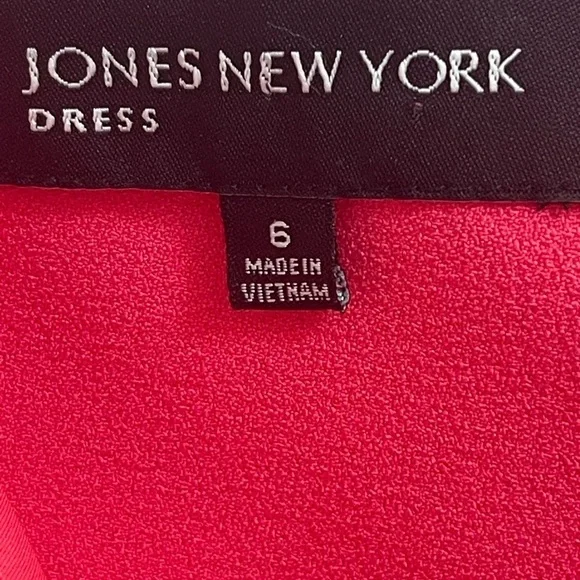 JONES NEW YORK
DRESS
6
MADE IN
VIETNAM